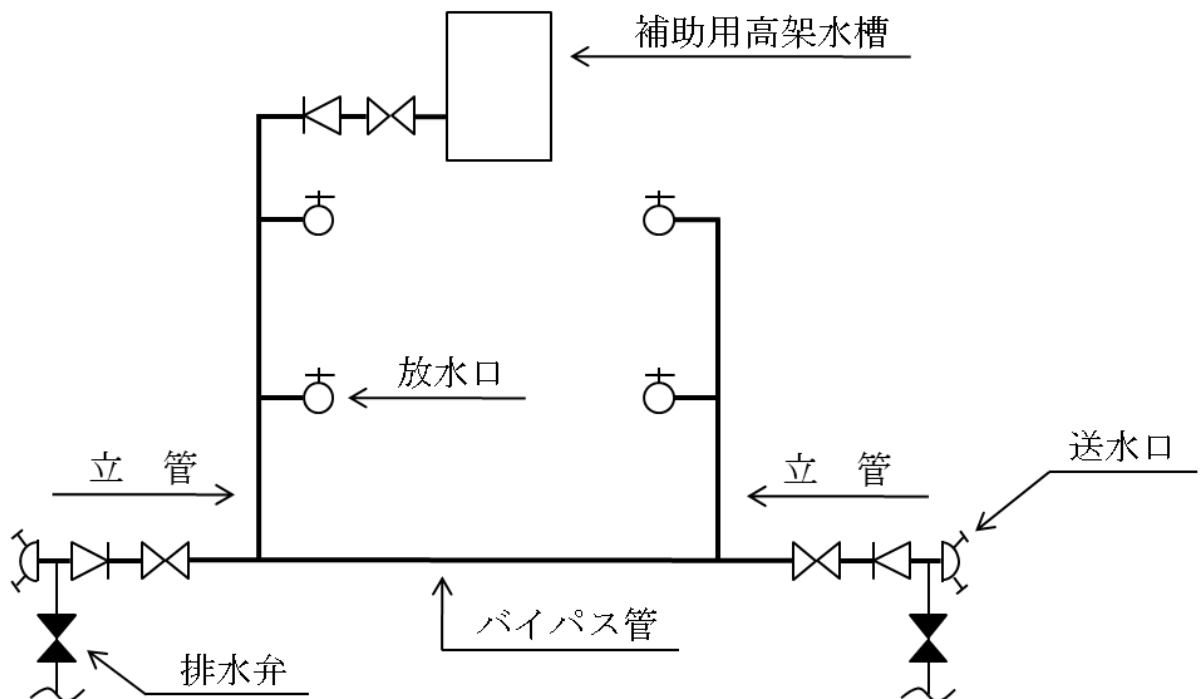 補助用高架水槽
放水口
立　管
立　管
送水口
バイパス管
排水弁